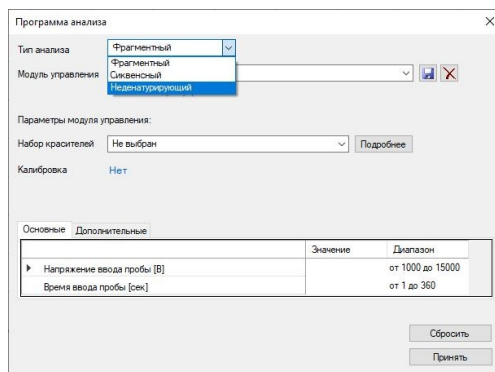 Программа анализа
Тип анализа
Фрагментный
Фрагментный
Сиквенсный
Неденатурирующий
Модуль управления
Параметры модуля управления:
Набор красителей
Не выбран
Подробнее
Калибровка
Нет
Основные
Дополнительные
Значение
Диапазон
Напряжение ввода пробы [В]
от 1000 до 15000
Время ввода пробы [сек]
от 1 до 360
Сбросить
Принять